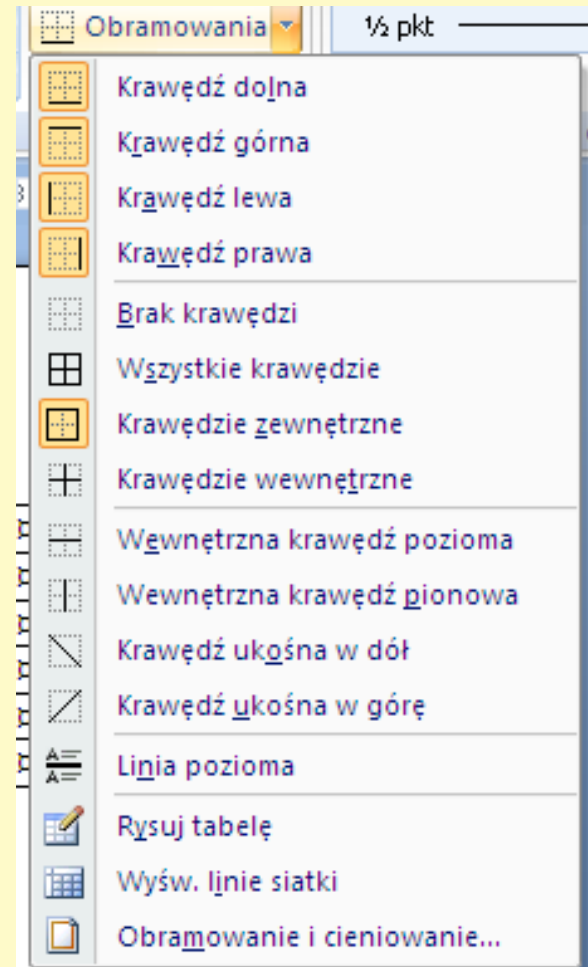 Obramowania
½ pkt
Krawędź dolna
Krawędź górna
Krawędź lewa
Krawędź prawa
Brak krawędzi
Wszystkie krawędzie
Krawędzie zewnętrzne
Krawędzie wewnętrzne
Wewnętrzna krawędź pozioma
Wewnętrzna krawędź pionowa
Krawędź ukośna w dół
Krawędź ukośna w górę
Linia pozioma
Rysuj tabelę
Wyśw. linie siatki
Obramowanie i cieniowanie...